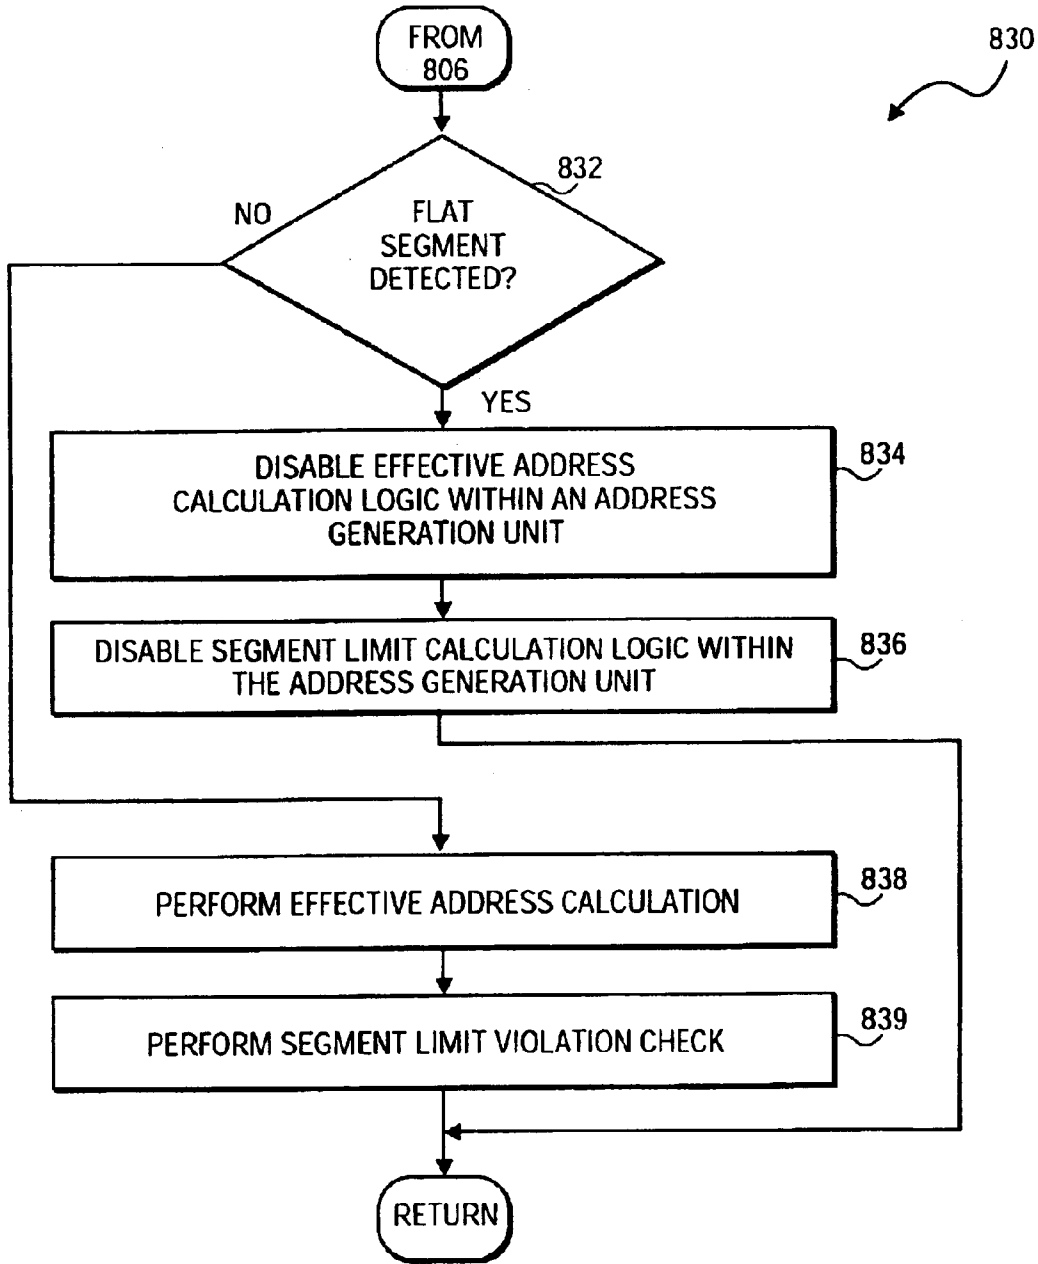 FROM
806
830
832
NO
FLAT
SEGMENT
DETECTED?
YES
834
DISABLE EFFECTIVE ADDRESS
CALCULATION LOGIC WITHIN AN ADDRESS
GENERATION UNIT
836
DISABLE SEGMENT LIMIT CALCULATION LOGIC WITHIN
THE ADDRESS GENERATION UNIT
838
PERFORM EFFECTIVE ADDRESS CALCULATION
839
PERFORM SEGMENT LIMIT VIOLATION CHECK
RETURN